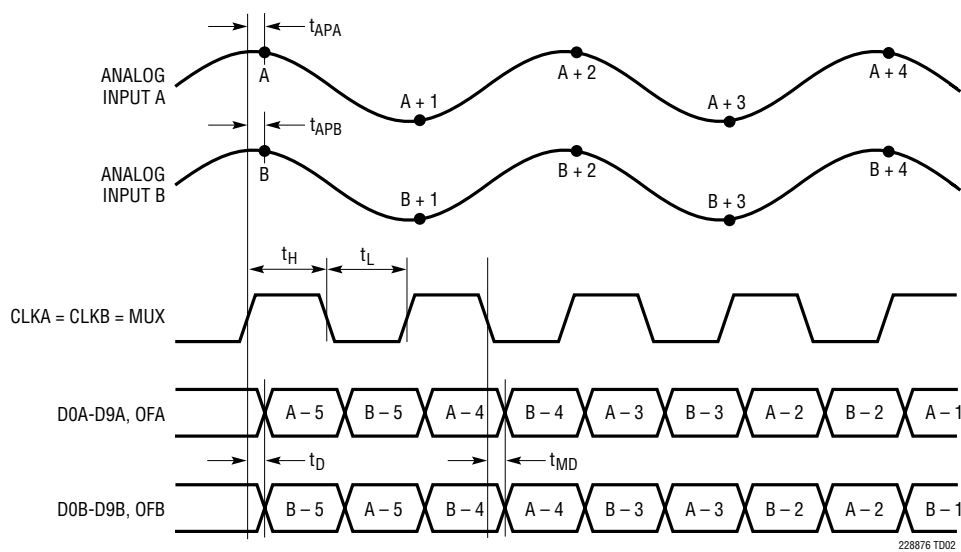 tAPA
ANALOG
INPUT A
A
A + 1
A + 2
A + 3
A + 4
tAPB
ANALOG
INPUT B
B
B + 1
B + 2
B + 3
B + 4
tH
tL
CLKA = CLKB = MUX
D0A-D9A, OFA
A – 5
B – 5
A – 4
B – 4
A – 3
B – 3
A – 2
B – 2
A – 1
tD
tMD
D0B-D9B, OFB
B – 5
A – 5
B – 4
A – 4
B – 3
A – 3
B – 2
A – 2
B – 1
228876 TD02